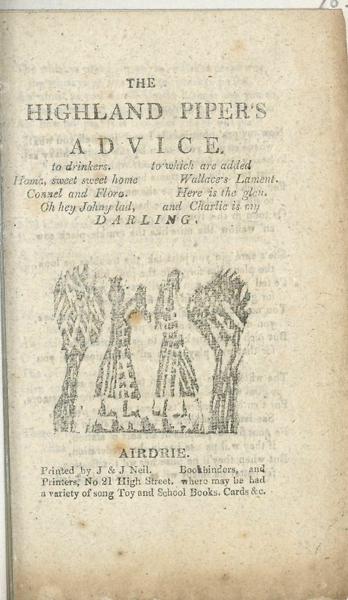 THE
HIGHLAND PIPER'S
ADVICE.
to drinkers. to which are added
Home, sweet sweet home Wallace's Lament.
Connel and Flora. Here is the glen.
Oh hey Johny lad, and Charlie is my
DARLING.
AIRDRIE.
Printed by J & J Neil. Bookbinders, and
Printers, No 21 High Street. where may be had
a variety of song Toy and School Books. Cards &c.